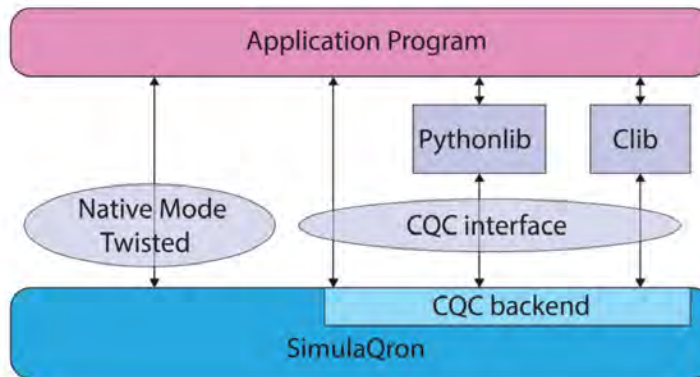 Application Program
Pythonlib
Clib
Native Mode
Twisted
CQC interface
CQC backend
SimulaQron